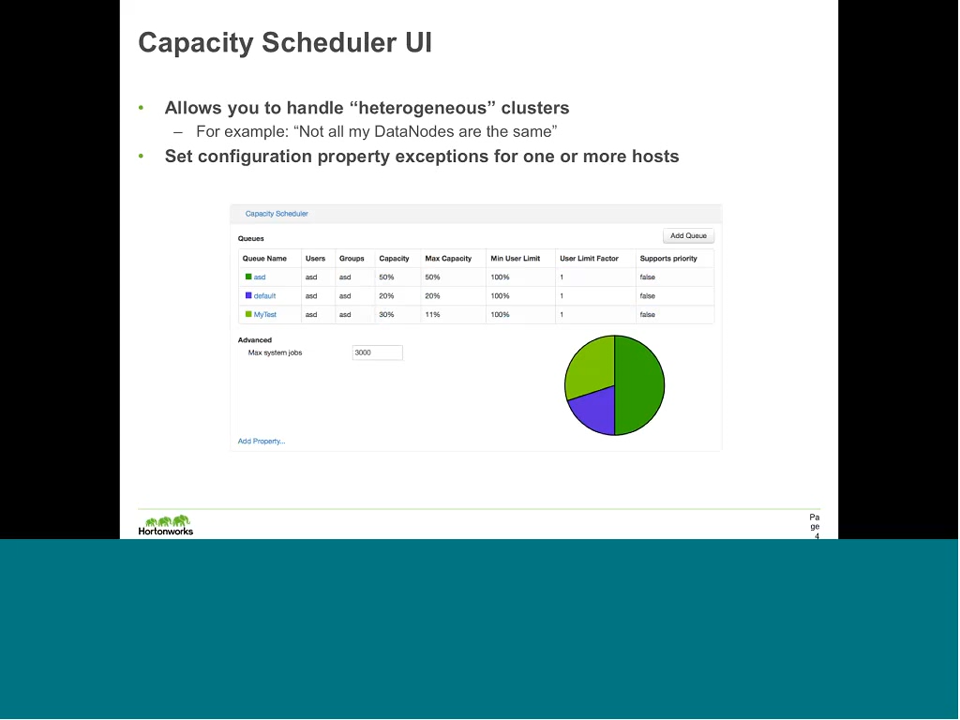 Capacity Scheduler UI
• Allows you to handle “heterogeneous” clusters
– For example: “Not all my DataNodes are the same”
• Set configuration property exceptions for one or more hosts
Capacity Scheduler
Queues
Add Queue
Queue Name Users Groups Capacity Max Capacity Min User Limit User Limit Factor Supports priority
asd asd asd 50% 50% 100% 1 false
default asd asd 20% 20% 100% 1 false
MyTest asd asd 30% 11% 100% 1 false
Advanced
Max system jobs 3000
Add Property...
Hortonworks
Pa
ge
4